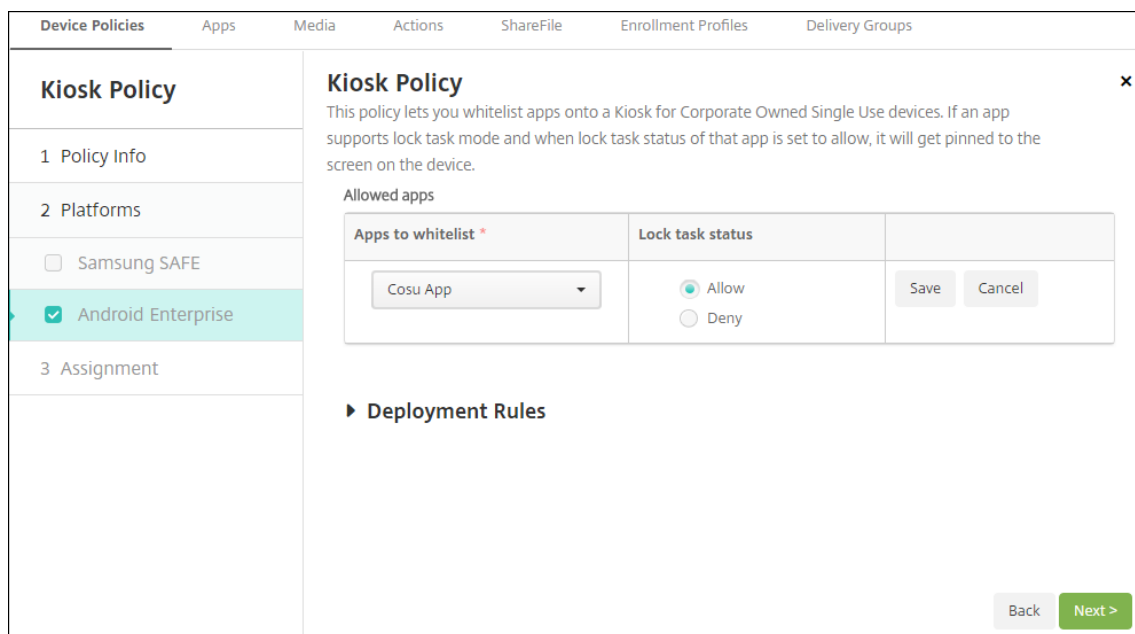 Device Policies Apps Media Actions ShareFile Enrollment Profiles Delivery Groups
Kiosk Policy
1 Policy Info
2 Platforms
Samsung SAFE
Android Enterprise
3 Assignment
Kiosk Policy
This policy lets you whitelist apps onto a Kiosk for Corporate Owned Single Use devices. If an app
supports lock task mode and when lock task status of that app is set to allow, it will get pinned to the
screen on the device.
Allowed apps
Apps to whitelist * Lock task status
Cosu App Allow Save Cancel
Deny
Deployment Rules
Back Next >